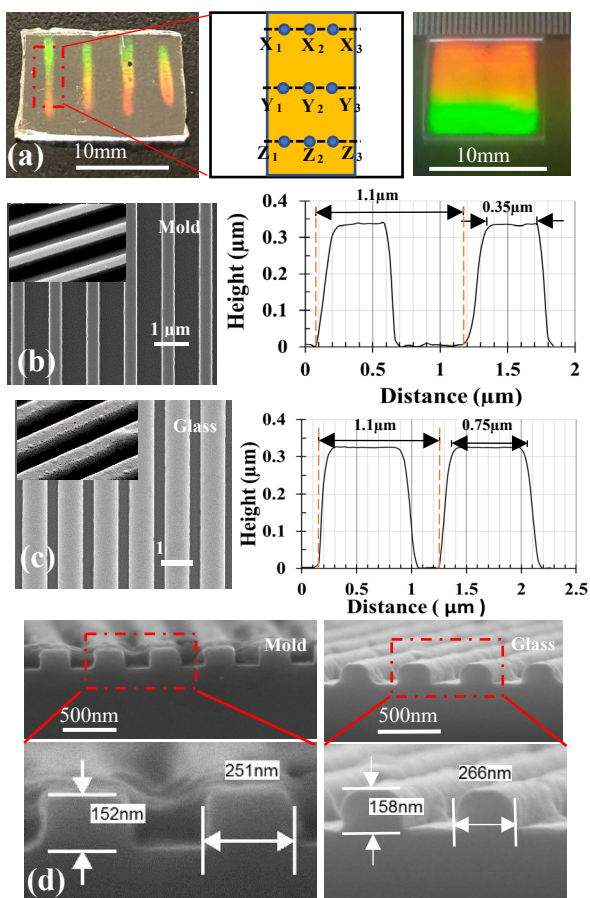 X1 X2 X3
Y1 Y2 Y3
Z1 Z2 Z3
(a)
10mm
10mm
Mold
1 µm
(b)
Height (µm)
0.4
0.3
0.2
0.1
0
1.1µm
0.35µm
0 0.5 1 1.5 2
Distance (µm)
Glass
1
(c)
Height (µm)
0.4
0.3
0.2
0.1
0
1.1µm
0.75µm
0 0.5 1 1.5 2 2.5
Distance ( µm )
Mold
500nm
Glass
500nm
152nm
251nm
158nm
266nm
(d)